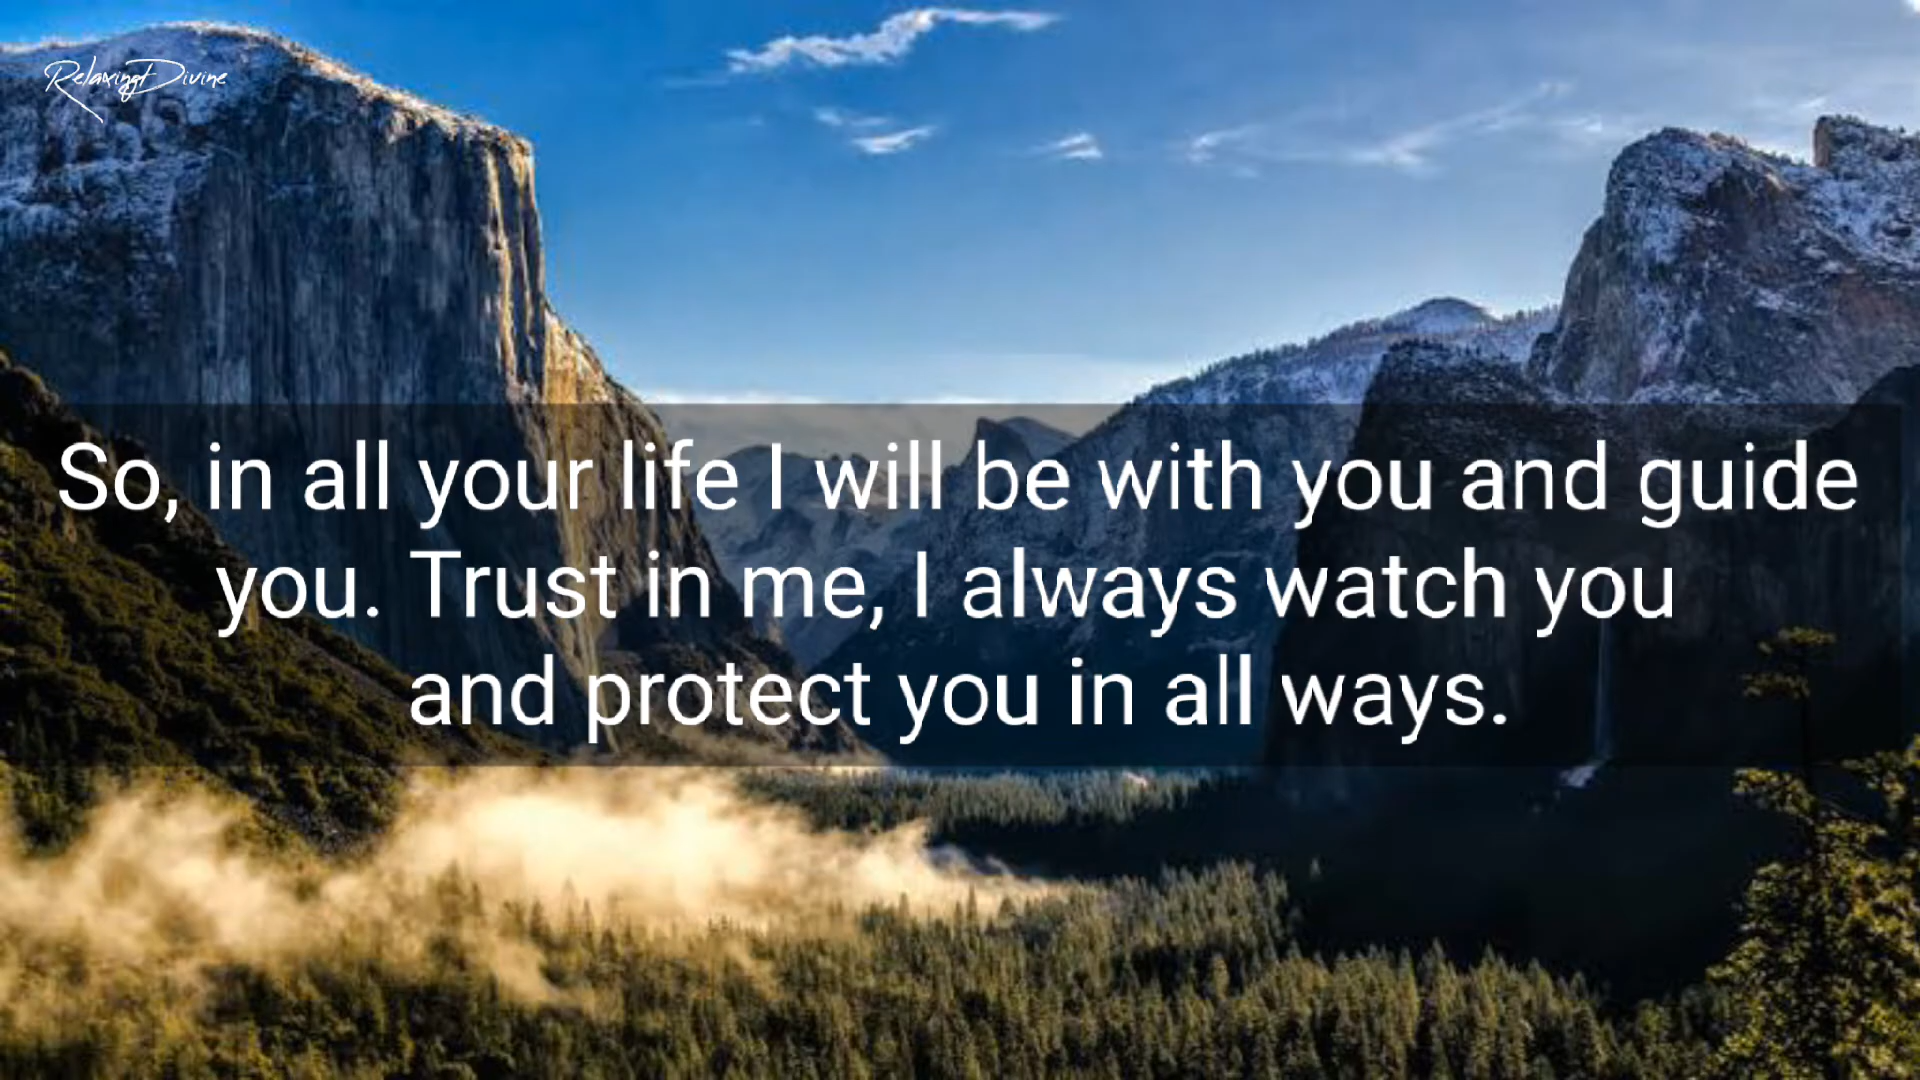 RelaxingDivine
So, in all your life I will be with you and guide
you. Trust in me, I always watch you
and protect you in all ways.